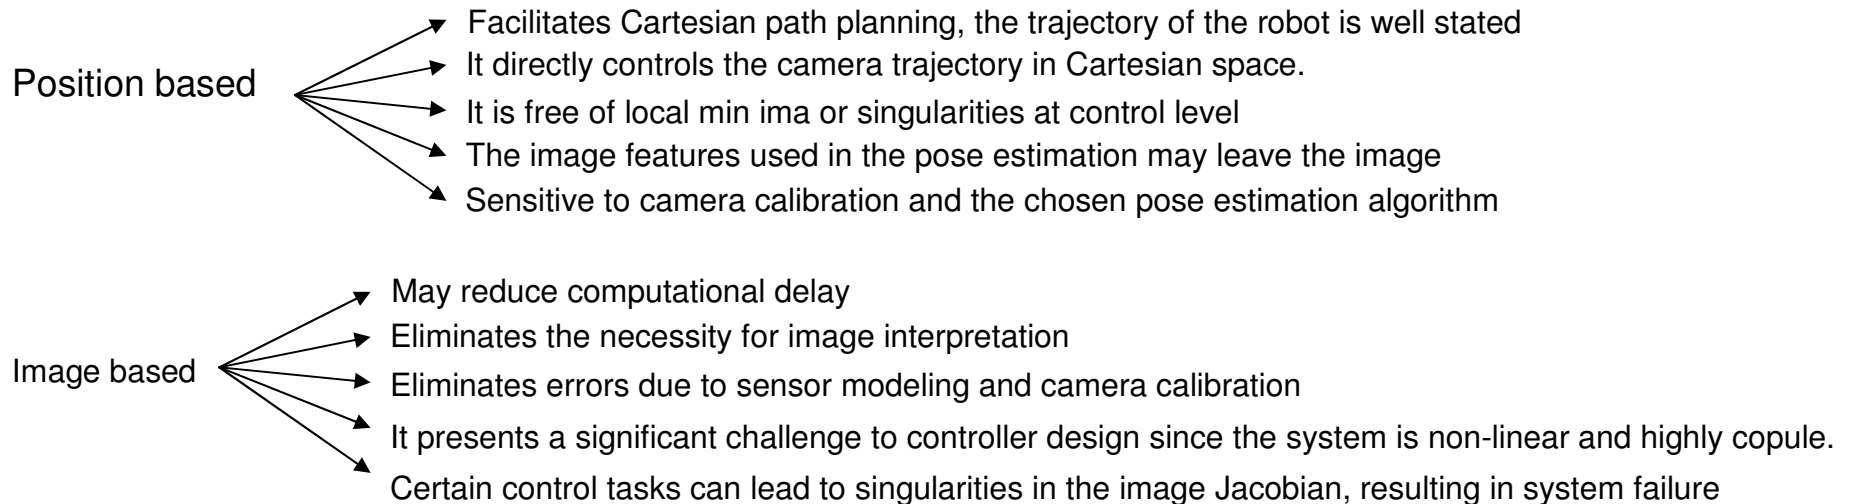 Position based
Facilitates Cartesian path planning, the trajectory of the robot is well stated
It directly controls the camera trajectory in Cartesian space.
It is free of local min ima or singularities at control level
The image features used in the pose estimation may leave the image
Sensitive to camera calibration and the chosen pose estimation algorithm
Image based
May reduce computational delay
Eliminates the necessity for image interpretation
Eliminates errors due to sensor modeling and camera calibration
It presents a significant challenge to controller design since the system is non-linear and highly copule.
Certain control tasks can lead to singularities in the image Jacobian, resulting in system failure